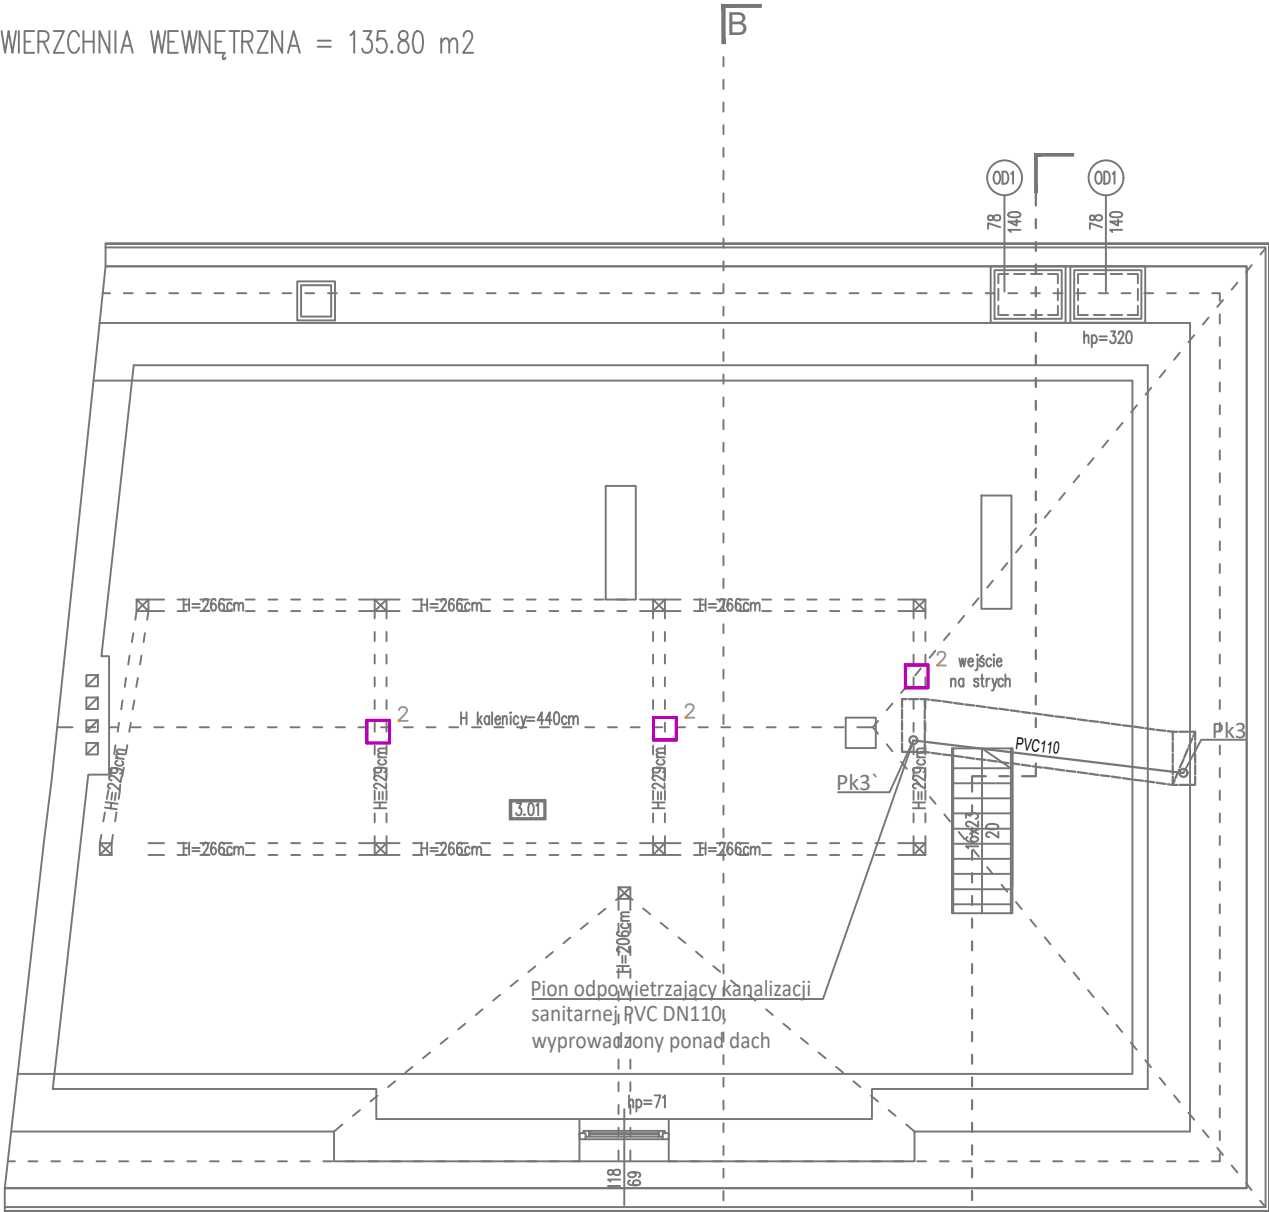 B
WIERZCHNIA WEWNĘTRZNA = 135.80 m2
OD1
OD1
78
140
78
140
hp=320
H=266cm
H=266cm
H=266cm
2
wejście
na strych
2
2
H kalenicy=440cm
Pk3
PVC110
H=229cm
H=229cm
H=229cm
H=229cm
Pk3`
3.01
16x23
20
H=266cm
H=266cm
H=266cm
H=206cm
Pion odpowietrzający kanalizacji
sanitarnej PVC DN110,
wyprowadzony ponad dach
hp=71
118
69